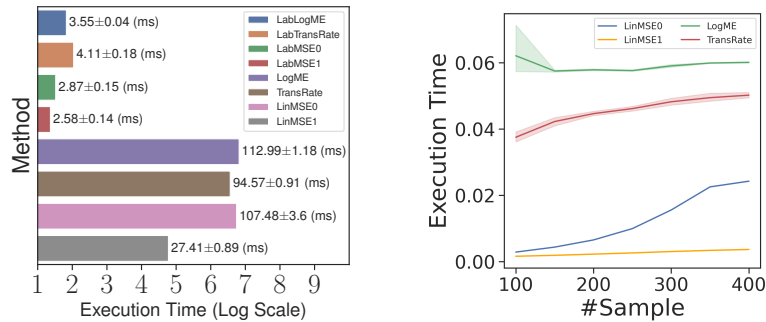 3.55±0.04 (ms)
4.11±0.18 (ms)
2.87±0.15 (ms)
2.58±0.14 (ms)
112.99±1.18 (ms)
94.57±0.91 (ms)
107.48±3.6 (ms)
27.41±0.89 (ms)
LabLogME
LabTransRate
LabMSE0
LabMSE1
LogME
TransRate
LinMSE0
LinMSE1
Method
1 2 3 4 5 6 7 8 9
Execution Time (Log Scale)
LinMSE0 LogME
LinMSE1 TransRate
Execution Time
0.06
0.04
0.02
0.00
100 200 300 400
#Sample